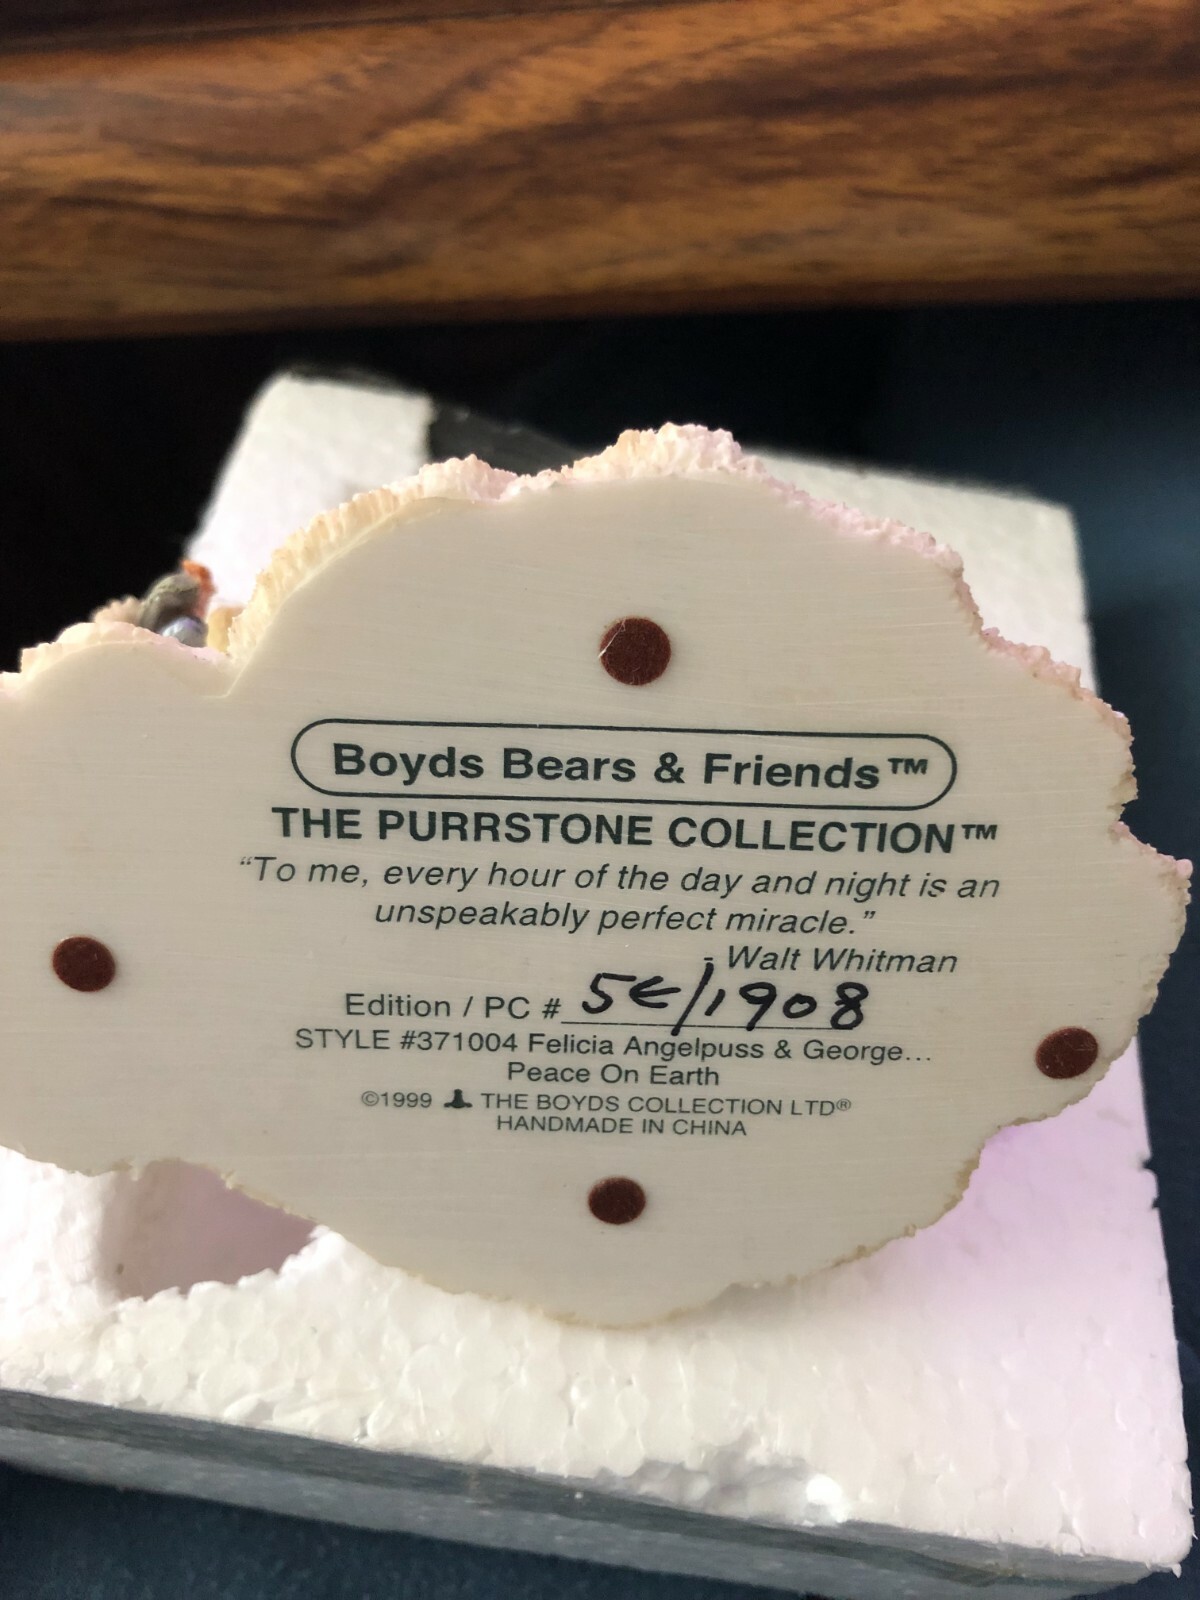 Boyds Bears & Friends™
THE PURRSTONE COLLECTION™
“To me, every hour of the day and night is an
unspeakably perfect miracle.”
- Walt Whitman
Edition / PC # 5E/1908
STYLE #371004 Felicia Angelpuss & George...
Peace On Earth
©1999 THE BOYDS COLLECTION LTD®
HANDMADE IN CHINA